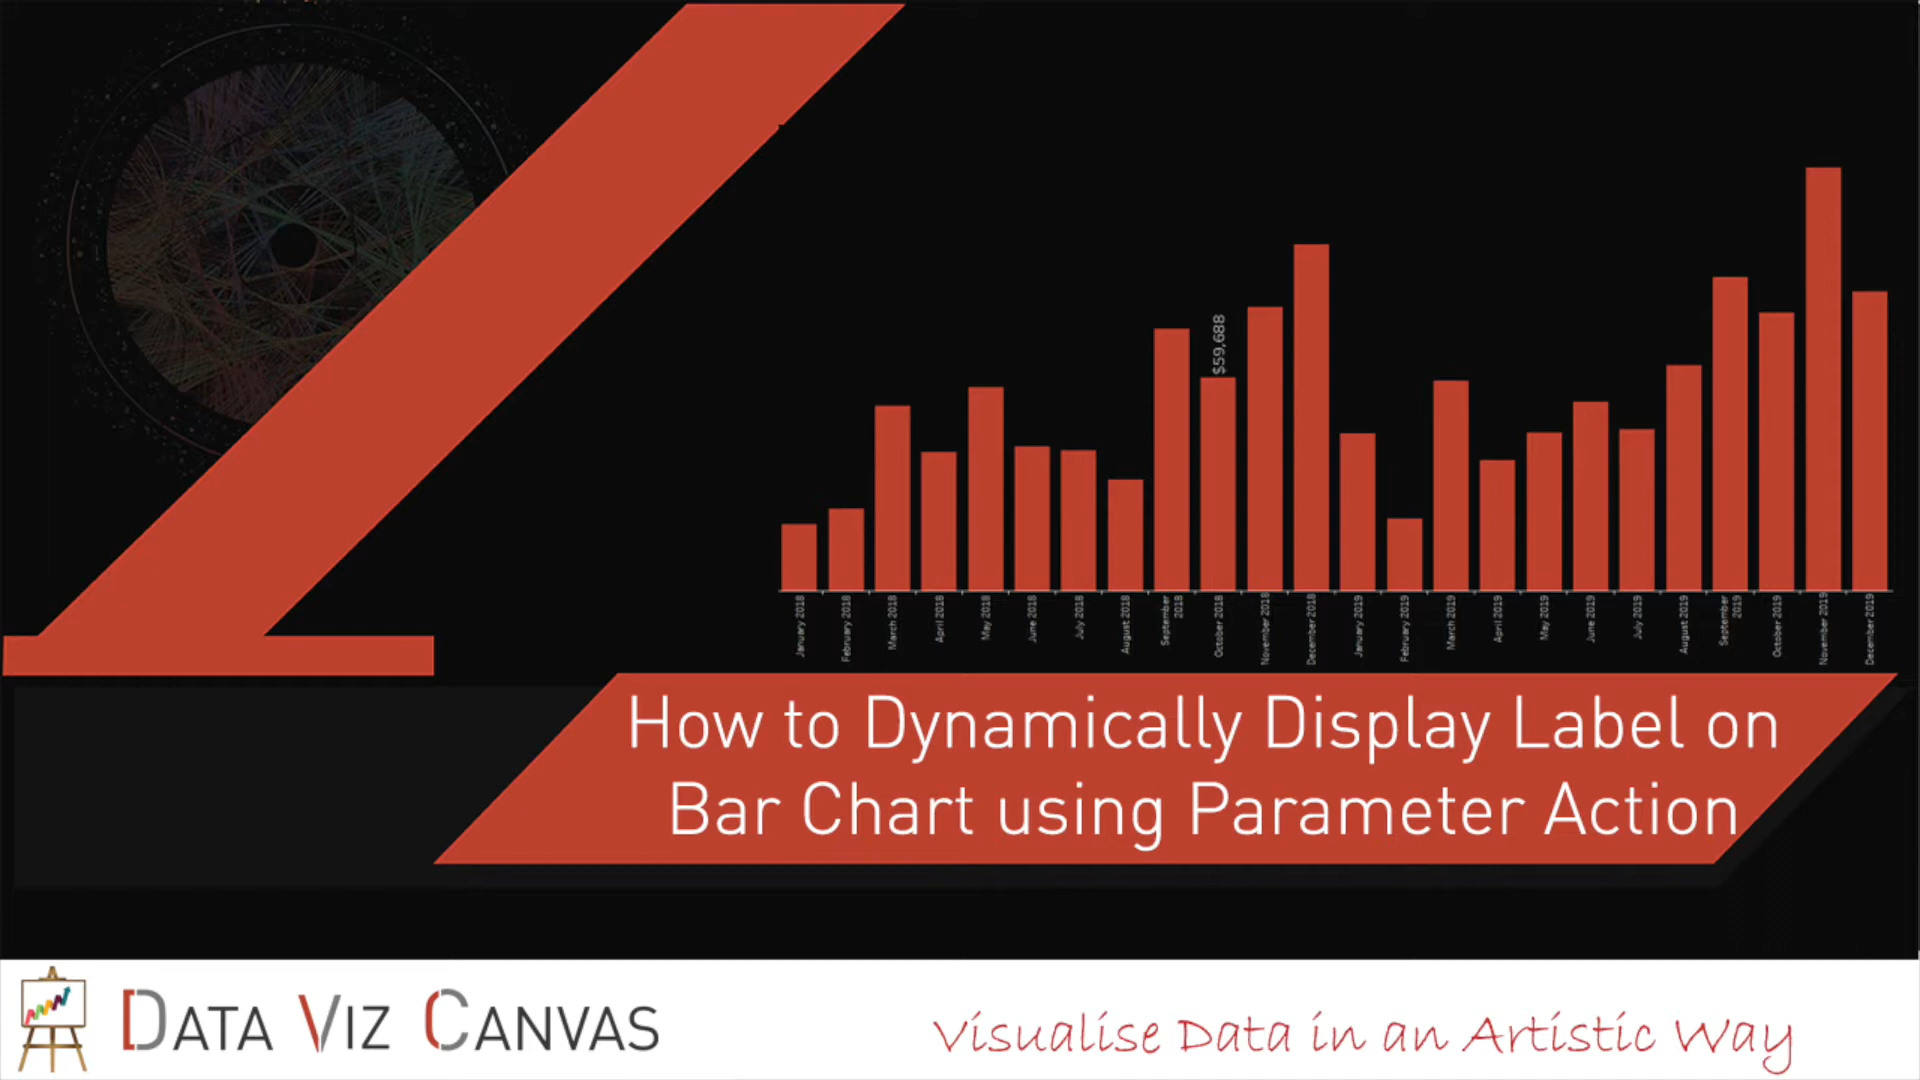 $59,688
January 2018
February 2018
March 2018
April 2018
May 2018
June 2018
July 2018
August 2018
September
2018
October 2018
November 2018
December 2018
January 2019
February 2019
March 2019
April 2019
May 2019
June 2019
July 2019
August 2019
September
2019
October 2019
November 2019
December 2019
How to Dynamically Display Label on
Bar Chart using Parameter Action
DATA VIZ CANVAS
Visualise Data in an Artistic Way